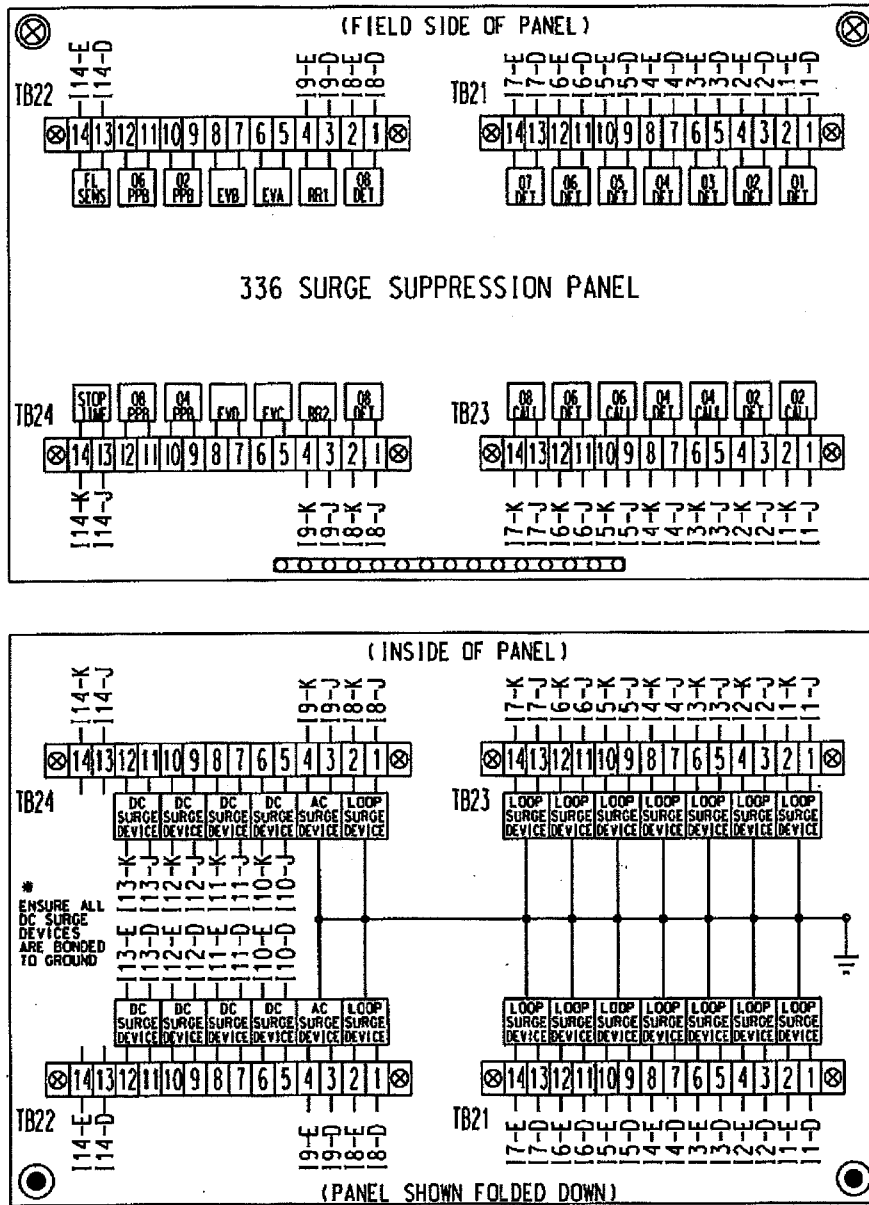 (FIELD SIDE OF PANEL)
I14-E I14-D I9-E I9-D I8-E I8-D
TB22
14 13 12 11 10 9 8 7 6 5 4 3 2 1
FL SENS
06 PPB
02 PPB
EVB
EVA
RR1
08 DET
I7-E I7-D I6-E I6-D I5-E I5-D I4-E I4-D I3-E I3-D I2-E I2-D I1-E I1-D
TB21
14 13 12 11 10 9 8 7 6 5 4 3 2 1
07 DET
06 DET
05 DET
04 DET
03 DET
02 DET
01 DET
336 SURGE SUPPRESSION PANEL
STOP LINE
08 PPB
04 PPB
EVD
EVC
RR2
08 DET
TB24
14 13 12 11 10 9 8 7 6 5 4 3 2 1
I14-K I14-J I9-K I9-J I8-K I8-J
08 CALL
06 DET
06 CALL
04 DET
04 CALL
02 DET
02 CALL
TB23
14 13 12 11 10 9 8 7 6 5 4 3 2 1
I7-K I7-J I6-K I6-J I5-K I5-J I4-K I4-J I3-K I3-J I2-K I2-J I1-K I1-J
(INSIDE OF PANEL)
I14-K I14-J I9-K I9-J I8-K I8-J
14 13 12 11 10 9 8 7 6 5 4 3 2 1
TB24
DC SURGE DEVICE
DC SURGE DEVICE
DC SURGE DEVICE
DC SURGE DEVICE
AC SURGE DEVICE
LOOP SURGE DEVICE
I13-K I13-J I12-K I12-J I11-K I11-J I10-K I10-J
I7-K I7-J I6-K I6-J I5-K I5-J I4-K I4-J I3-K I3-J I2-K I2-J I1-K I1-J
14 13 12 11 10 9 8 7 6 5 4 3 2 1
TB23
LOOP SURGE DEVICE
LOOP SURGE DEVICE
LOOP SURGE DEVICE
LOOP SURGE DEVICE
LOOP SURGE DEVICE
LOOP SURGE DEVICE
LOOP SURGE DEVICE
*
ENSURE ALL
DC SURGE
DEVICES
ARE BONDED
TO GROUND
I13-E I13-D I12-E I12-D I11-E I11-D I10-E I10-D
DC SURGE DEVICE
DC SURGE DEVICE
DC SURGE DEVICE
DC SURGE DEVICE
AC SURGE DEVICE
LOOP SURGE DEVICE
14 13 12 11 10 9 8 7 6 5 4 3 2 1
TB22
I14-E I14-D I9-E I9-D I8-E I8-D
LOOP SURGE DEVICE
LOOP SURGE DEVICE
LOOP SURGE DEVICE
LOOP SURGE DEVICE
LOOP SURGE DEVICE
LOOP SURGE DEVICE
LOOP SURGE DEVICE
14 13 12 11 10 9 8 7 6 5 4 3 2 1
TB21
I7-E I7-D I6-E I6-D I5-E I5-D I4-E I4-D I3-E I3-D I2-E I2-D I1-E I1-D
(PANEL SHOWN FOLDED DOWN)